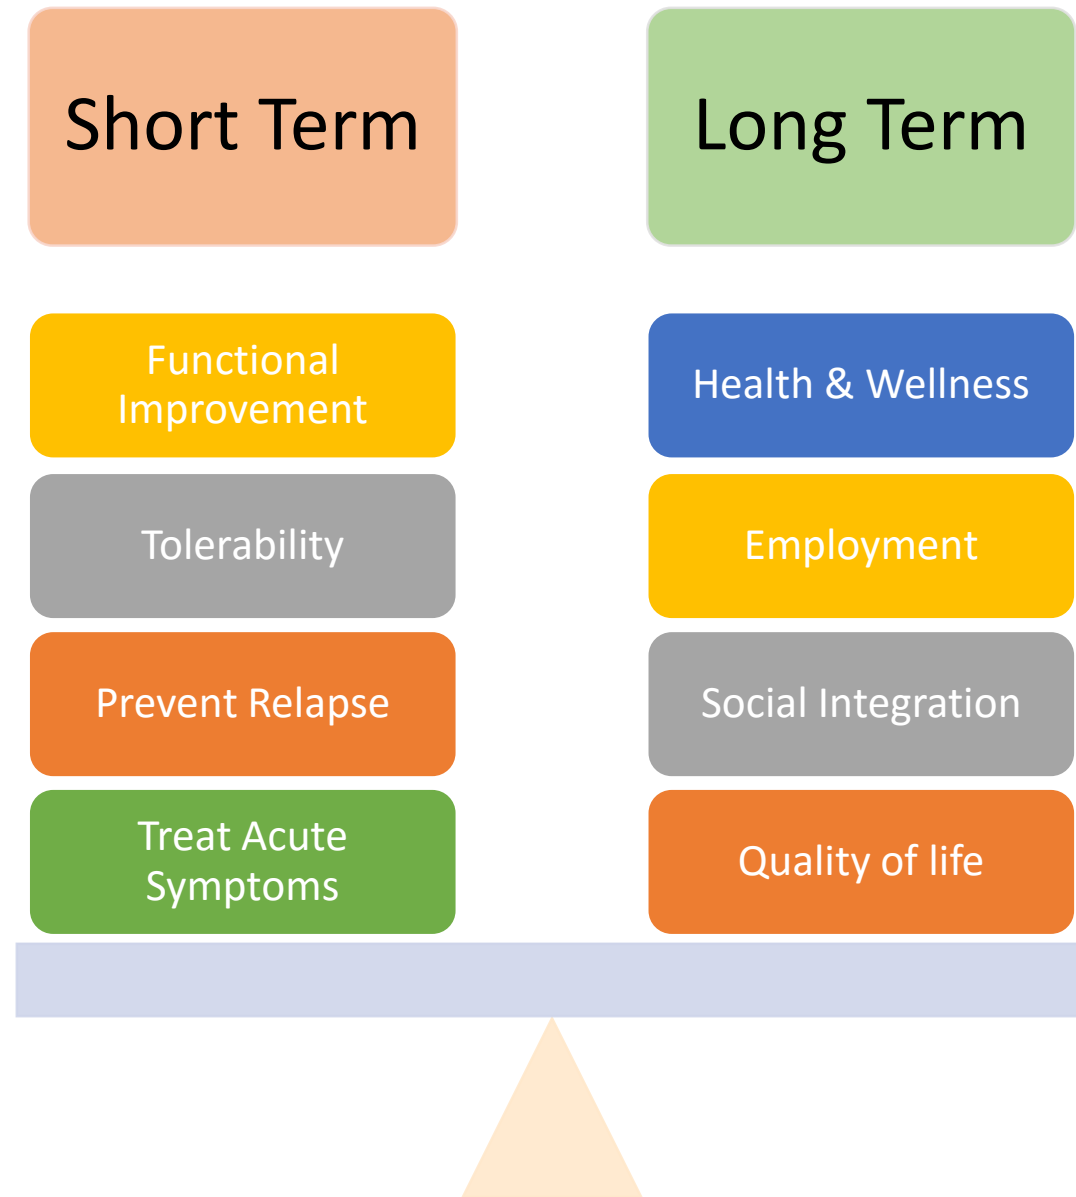 Short Term
Long Term
Functional
Improvement
Health & Wellness
Tolerability
Employment
Prevent Relapse
Social Integration
Treat Acute
Symptoms
Quality of life